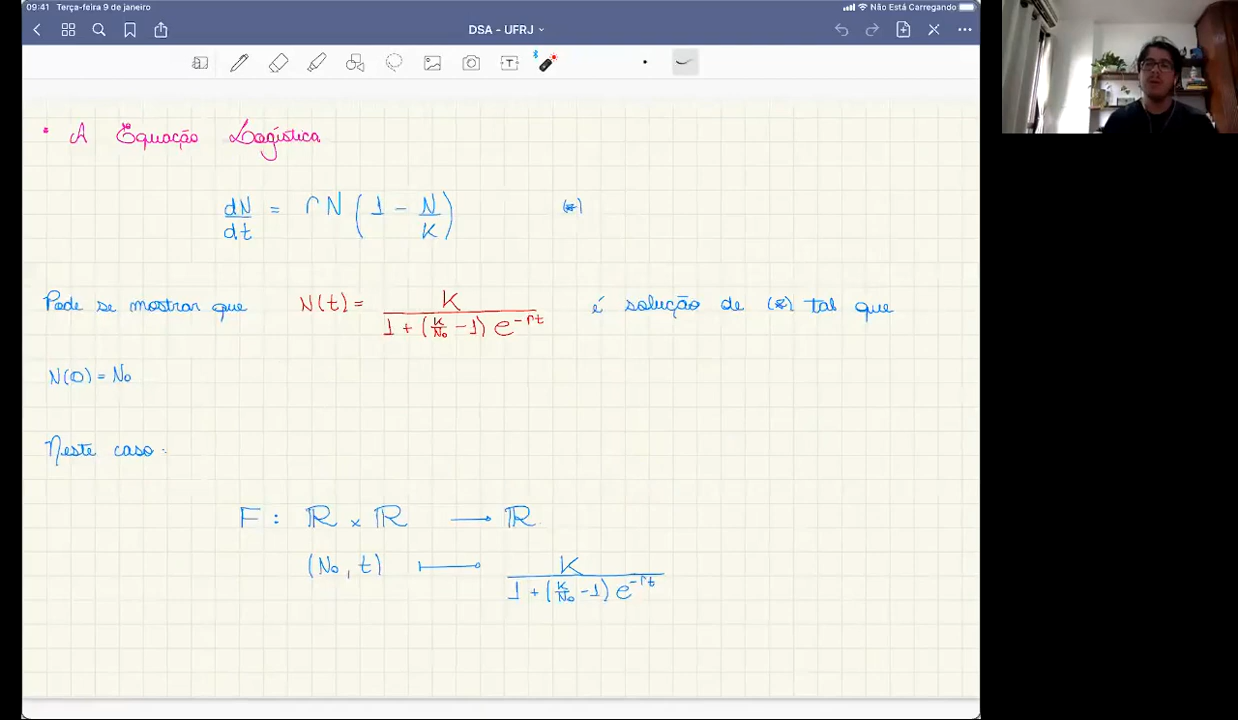 09:41 Terça-feira 9 de janeiro
Não Está Carregando
DSA - UFRJ
• A Equação Logística
dN/dt = rN (1 - N/K) (*)
Pode se mostrar que N(t) = K / (1 + (K/N₀ - 1) e^{-rt}) é solução de (*) tal que
N(0) = N₀
Neste caso:
F : ℝ × ℝ ⟶ ℝ
(N₀, t) ⟼ K / (1 + (K/N₀ - 1) e^{-rt})